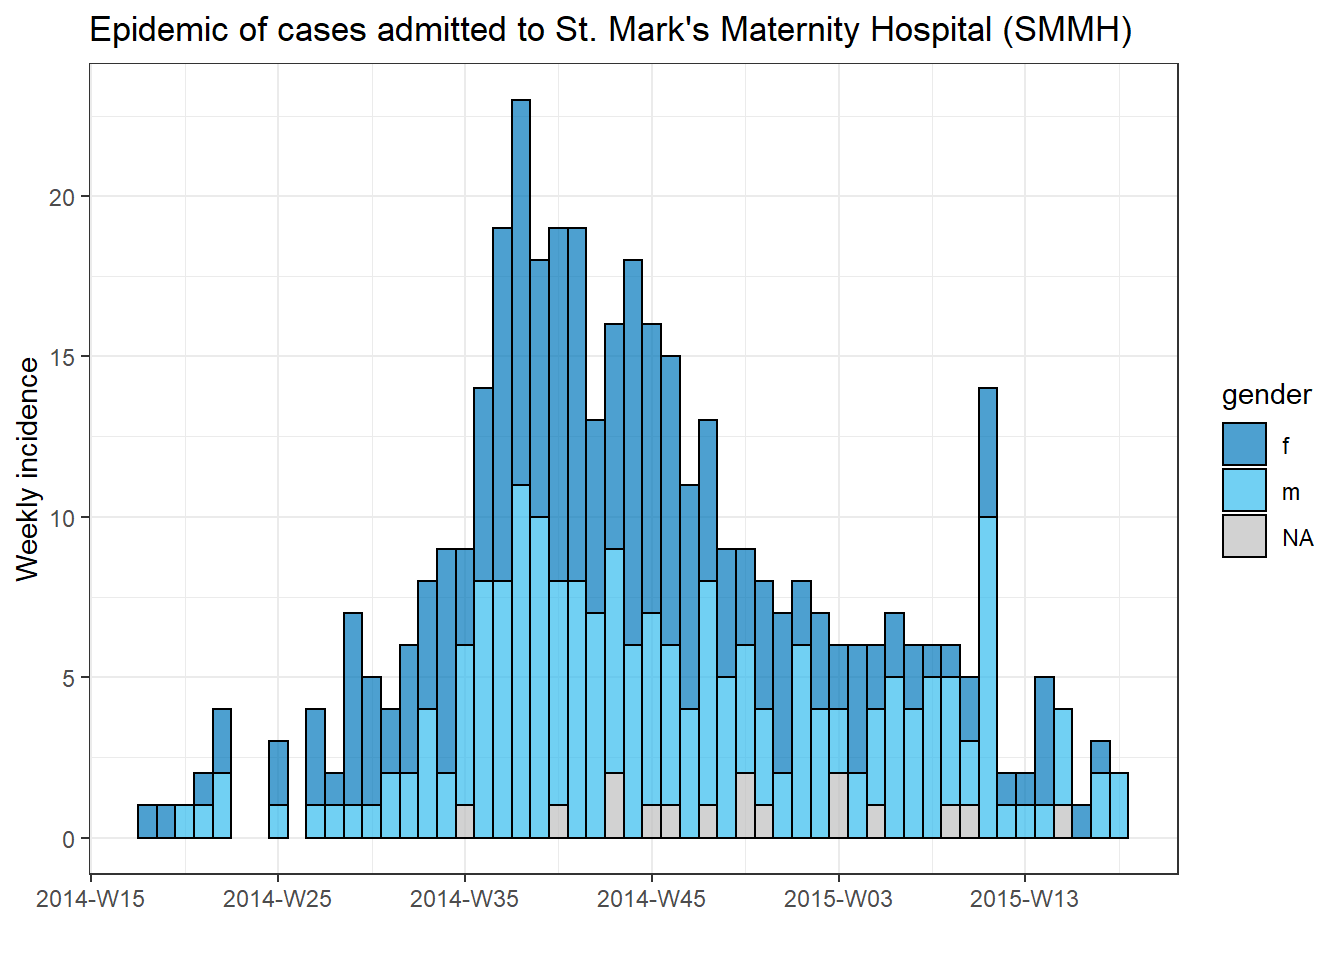 Epidemic of cases admitted to St. Mark's Maternity Hospital (SMMH)
Weekly incidence
20
15
10
5
0
2014-W15
2014-W25
2014-W35
2014-W45
2015-W03
2015-W13
gender
f
m
NA